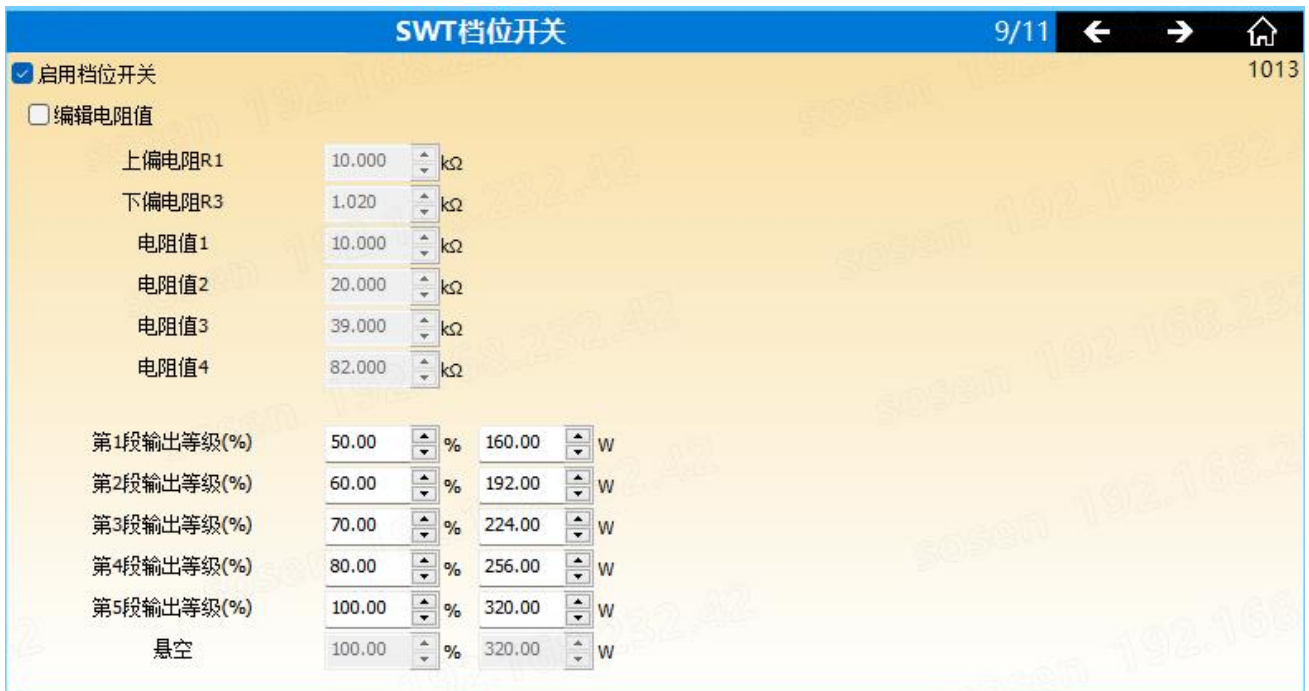 SWT档位开关 9/11
启用档位开关 1013
编辑电阻值
上偏电阻R1 10.000 kΩ
下偏电阻R3 1.020 kΩ
电阻值1 10.000 kΩ
电阻值2 20.000 kΩ
电阻值3 39.000 kΩ
电阻值4 82.000 kΩ
第1段输出等级(%) 50.00 % 160.00 W
第2段输出等级(%) 60.00 % 192.00 W
第3段输出等级(%) 70.00 % 224.00 W
第4段输出等级(%) 80.00 % 256.00 W
第5段输出等级(%) 100.00 % 320.00 W
悬空 100.00 % 320.00 W